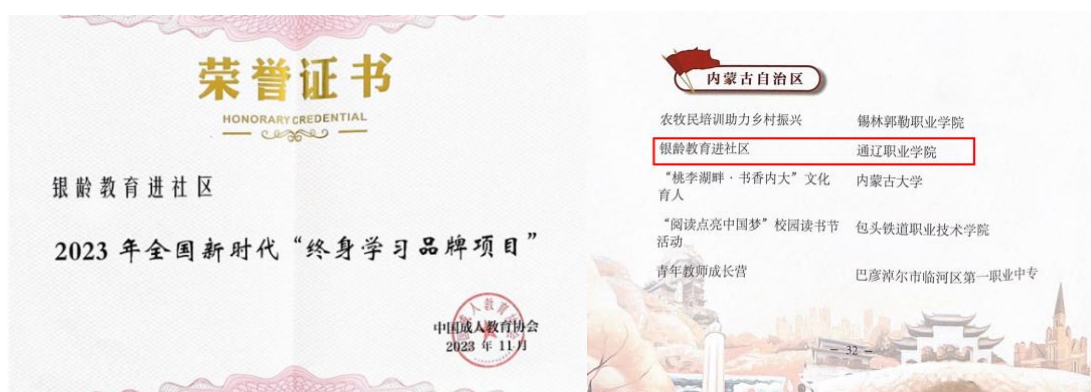 荣誉证书
HONORARY CREDENTIAL
银龄教育进社区
2023 年全国新时代“终身学习品牌项目”
中国成人教育协会
2023 年 11月
内蒙古自治区
农牧民培训助力乡村振兴 锡林郭勒职业学院
银龄教育进社区 通辽职业学院
“桃李湖畔·书香内大”文化 内蒙古大学
育人
“阅读点亮中国梦”校园读书节 包头铁道职业技术学院
活动
青年教师成长营 巴彦淖尔市临河区第一职业中专
— 32 —